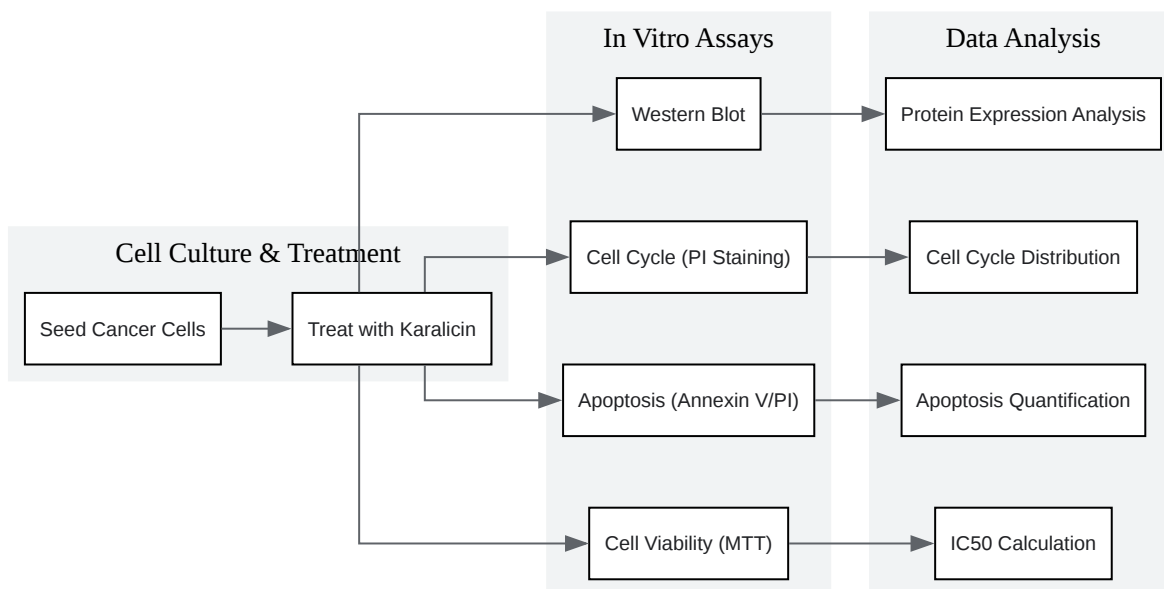 In Vitro Assays
Data Analysis
Western Blot
Protein Expression Analysis
Cell Culture & Treatment
Cell Cycle (PI Staining)
Cell Cycle Distribution
Seed Cancer Cells
Treat with Karalicin
Apoptosis (Annexin V/PI)
Apoptosis Quantification
Cell Viability (MTT)
IC50 Calculation